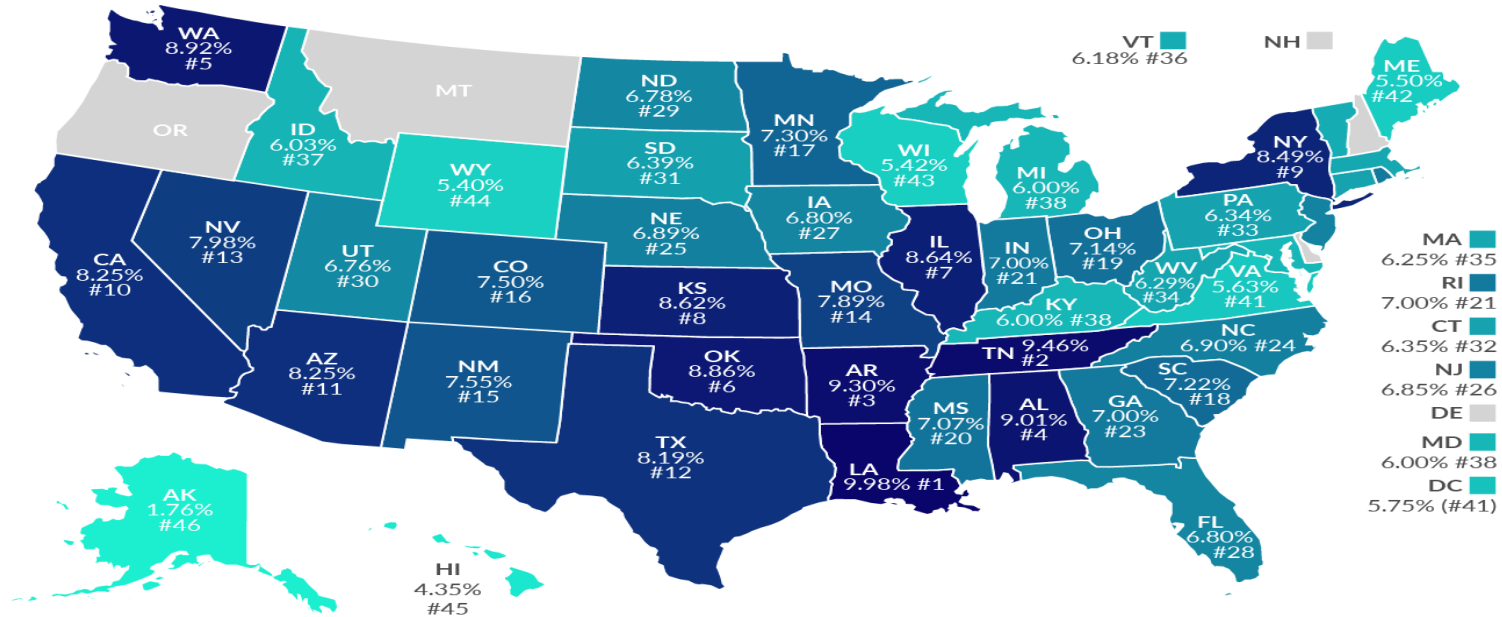 WA
8.92%
#5
OR
MT
ID
6.03%
#37
WY
5.40%
#44
ND
6.78%
#29
SD
6.39%
#31
NE
6.89%
#25
MN
7.30%
#17
IA
6.80%
#27
WI
5.42%
#43
MI
6.00%
#38
VT
6.18% #36
NH
ME
5.50%
#42
NY
8.49%
#9
PA
6.34%
#33
CA
8.25%
#10
NV
7.98%
#13
UT
6.76%
#30
CO
7.50%
#16
KS
8.62%
#8
MO
7.89%
#14
IL
8.64%
#7
IN
7.00%
#21
OH
7.14%
#19
WV
6.29%
#34
VA
5.63%
#41
KY
6.00% #38
NC
6.90% #24
TN 9.46%
#2
SC
7.22%
#18
AZ
8.25%
#11
NM
7.55%
#15
OK
8.86%
#6
AR
9.30%
#3
MS
7.07%
#20
AL
9.01%
#4
GA
7.00%
#23
TX
8.19%
#12
LA
9.98% #1
FL
6.80%
#28
AK
1.76%
#46
HI
4.35%
#45
MA
6.25% #35
RI
7.00% #21
CT
6.35% #32
NJ
6.85% #26
DE
MD
6.00% #38
DC
5.75% (#41)